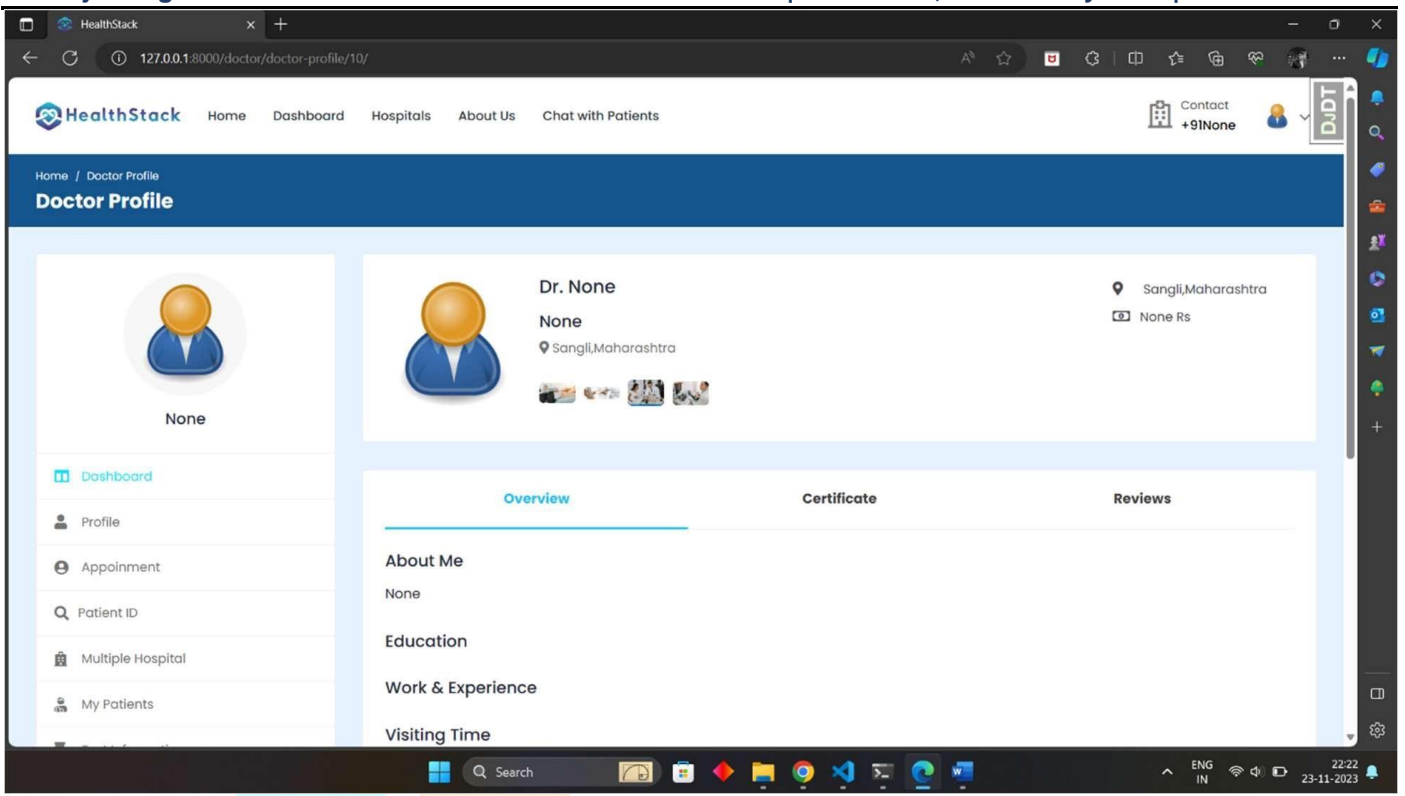 HealthStack
127.0.0.1:8000/doctor/doctor-profile/10/
HealthStack
Home
Dashboard
Hospitals
About Us
Chat with Patients
Contact
+91None
DJDT
Home / Doctor Profile
Doctor Profile
None
Dashboard
Profile
Appoinment
Patient ID
Multiple Hospital
My Patients
Dr. None
None
Sangli,Maharashtra
Sangli,Maharashtra
None Rs
Overview
Certificate
Reviews
About Me
None
Education
Work & Experience
Visiting Time
Search
ENG
IN
22:22
23-11-2023